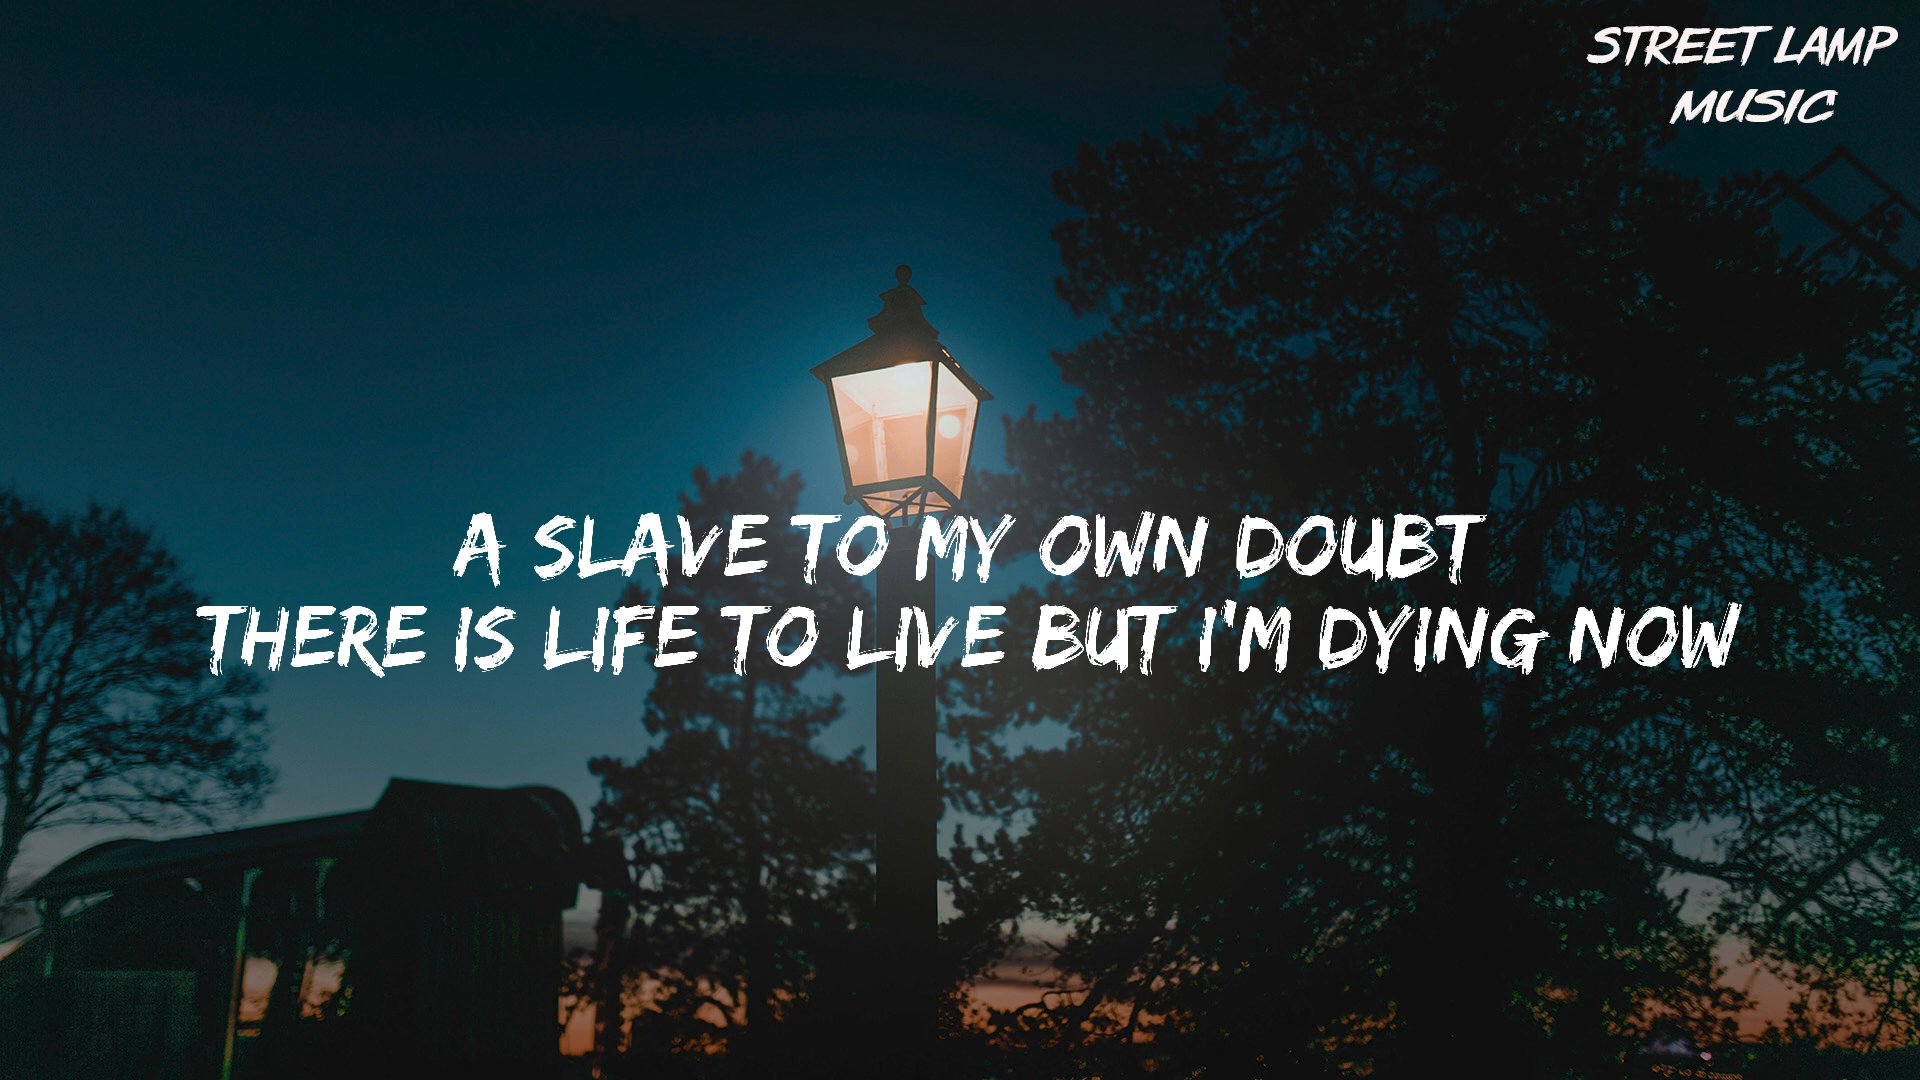 STREET LAMP
MUSIC
A SLAVE TO MY OWN DOUBT
THERE IS LIFE TO LIVE BUT I'M DYING NOW